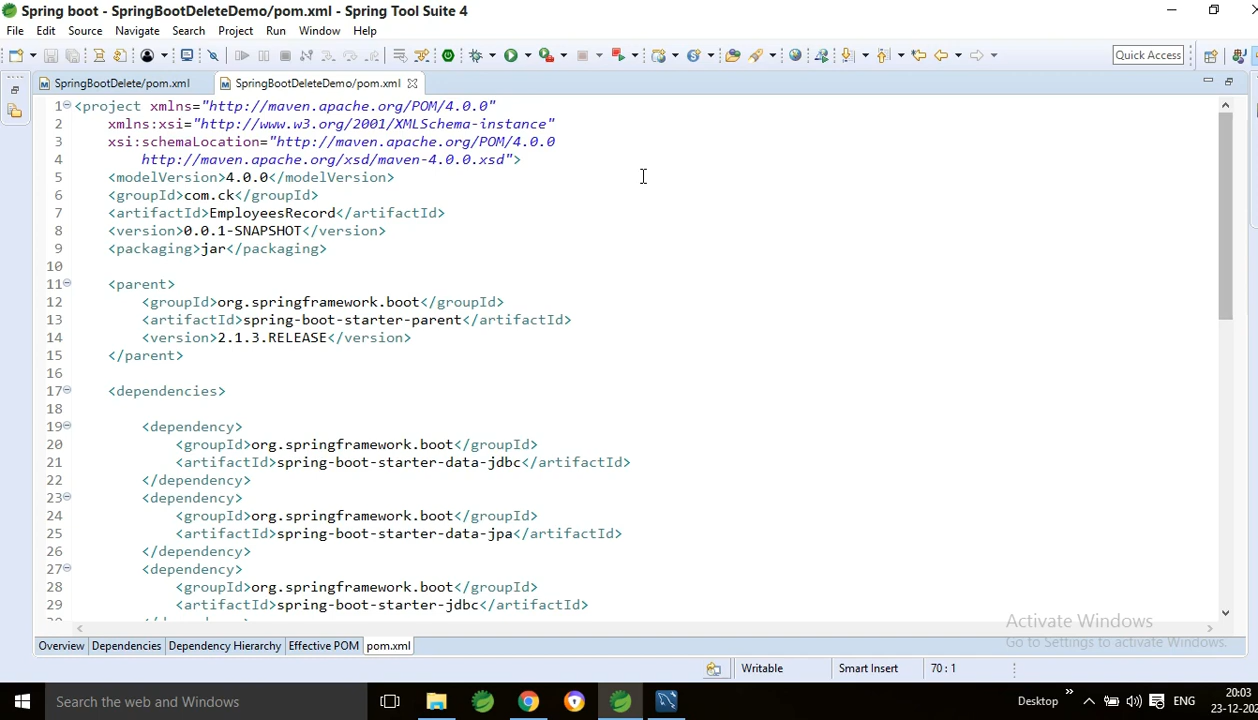 Spring boot - SpringBootDeleteDemo/pom.xml - Spring Tool Suite 4
File Edit Source Navigate Search Project Run Window Help
Quick Access
SpringBootDelete/pom.xml SpringBootDeleteDemo/pom.xml
1 <project xmlns="http://maven.apache.org/POM/4.0.0"
2 xmlns:xsi="http://www.w3.org/2001/XMLSchema-instance"
3 xsi:schemaLocation="http://maven.apache.org/POM/4.0.0
4 http://maven.apache.org/xsd/maven-4.0.0.xsd">
5 <modelVersion>4.0.0</modelVersion>
6 <groupId>com.ck</groupId>
7 <artifactId>EmployeesRecord</artifactId>
8 <version>0.0.1-SNAPSHOT</version>
9 <packaging>jar</packaging>
10
11 <parent>
12 <groupId>org.springframework.boot</groupId>
13 <artifactId>spring-boot-starter-parent</artifactId>
14 <version>2.1.3.RELEASE</version>
15 </parent>
16
17 <dependencies>
18
19 <dependency>
20 <groupId>org.springframework.boot</groupId>
21 <artifactId>spring-boot-starter-data-jdbc</artifactId>
22 </dependency>
23 <dependency>
24 <groupId>org.springframework.boot</groupId>
25 <artifactId>spring-boot-starter-data-jpa</artifactId>
26 </dependency>
27 <dependency>
28 <groupId>org.springframework.boot</groupId>
29 <artifactId>spring-boot-starter-jdbc</artifactId>
Activate Windows
Go to Settings to activate Windows.
Overview Dependencies Dependency Hierarchy Effective POM pom.xml
Writable Smart Insert 70 : 1
Search the web and Windows
Desktop ENG 20:03
23-12-202